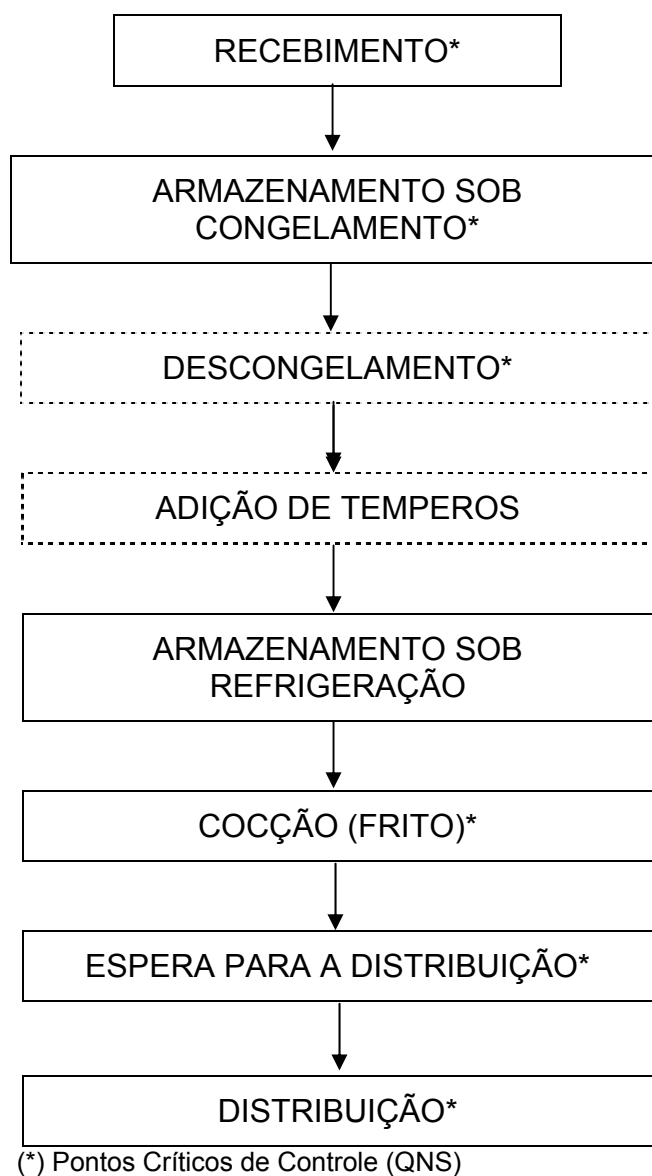 RECEBIMENTO*
ARMAZENAMENTO SOB
CONGELAMENTO*
DESCONGELAMENTO*
ADIÇÃO DE TEMPEROS
ARMAZENAMENTO SOB
REFRIGERAÇÃO
COCÇÃO (FRITO)*
ESPERA PARA A DISTRIBUIÇÃO*
DISTRIBUIÇÃO*
(*) Pontos Críticos de Controle (QNS)